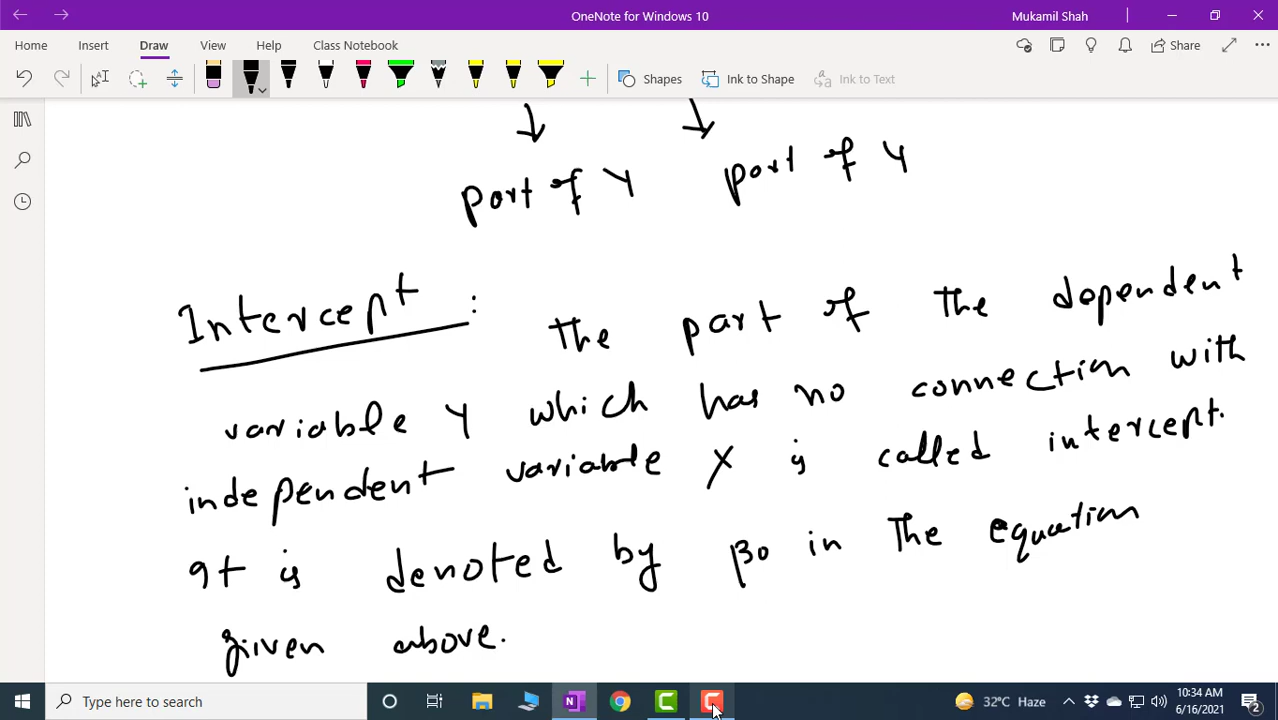 OneNote for Windows 10
Mukamil Shah
Home Insert Draw View Help Class Notebook
Share
Shapes Ink to Shape Ink to Text
part of Y part of Y
Intercept : The part of the dependent
variable Y which has no connection with
independent variable X is called intercept.
It is denoted by β0 in the equation
given above.
Type here to search
32°C Haze
10:34 AM
6/16/2021
2